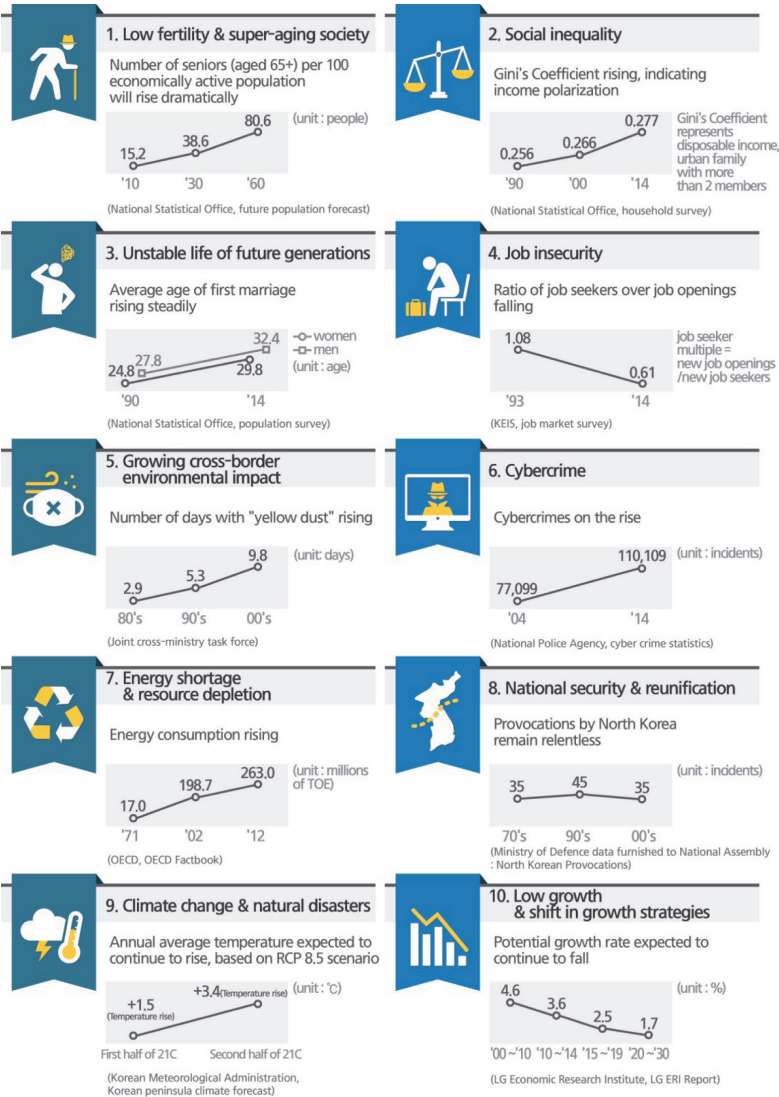 1. Low fertility & super-aging society
Number of seniors (aged 65+) per 100
economically active population
will rise dramatically
(unit : people)
80.6
38.6
15.2
'10 '30 '60
(National Statistical Office, future population forecast)
2. Social inequality
Gini's Coefficient rising, indicating
income polarization
0.277
0.266
0.256
'90 '00 '14
Gini's Coefficient
represents
disposable income,
urban family
with more
than 2 members
(National Statistical Office, household survey)
3. Unstable life of future generations
Average age of first marriage
rising steadily
women
men
(unit : age)
32.4
27.8
24.8
29.8
'90 '14
(National Statistical Office, population survey)
4. Job insecurity
Ratio of job seekers over job openings
falling
1.08
0.61
'93 '14
job seeker
multiple =
new job openings
/new job seekers
(KEIS, job market survey)
5. Growing cross-border
environmental impact
Number of days with "yellow dust" rising
(unit: days)
9.8
5.3
2.9
80's 90's 00's
(Joint cross-ministry task force)
6. Cybercrime
Cybercrimes on the rise
110,109
(unit : incidents)
77,099
'04 '14
(National Police Agency, cyber crime statistics)
7. Energy shortage
& resource depletion
Energy consumption rising
(unit : millions
of TOE)
263.0
198.7
17.0
'71 '02 '12
(OECD, OECD Factbook)
8. National security & reunification
Provocations by North Korea
remain relentless
(unit : incidents)
35 45 35
70's 90's 00's
(Ministry of Defence data furnished to National Assembly
: North Korean Provocations)
9. Climate change & natural disasters
Annual average temperature expected to
continue to rise, based on RCP 8.5 scenario
+3.4(Temperature rise)
(unit : ℃)
+1.5
(Temperature rise)
First half of 21C Second half of 21C
(Korean Meteorological Administration,
Korean peninsula climate forecast)
10. Low growth
& shift in growth strategies
Potential growth rate expected to
continue to fall
(unit : %)
4.6
3.6
2.5
1.7
'00 ~'10 '10 ~'14 '15 ~'19 '20 ~'30
(LG Economic Research Institute, LG ERI Report)